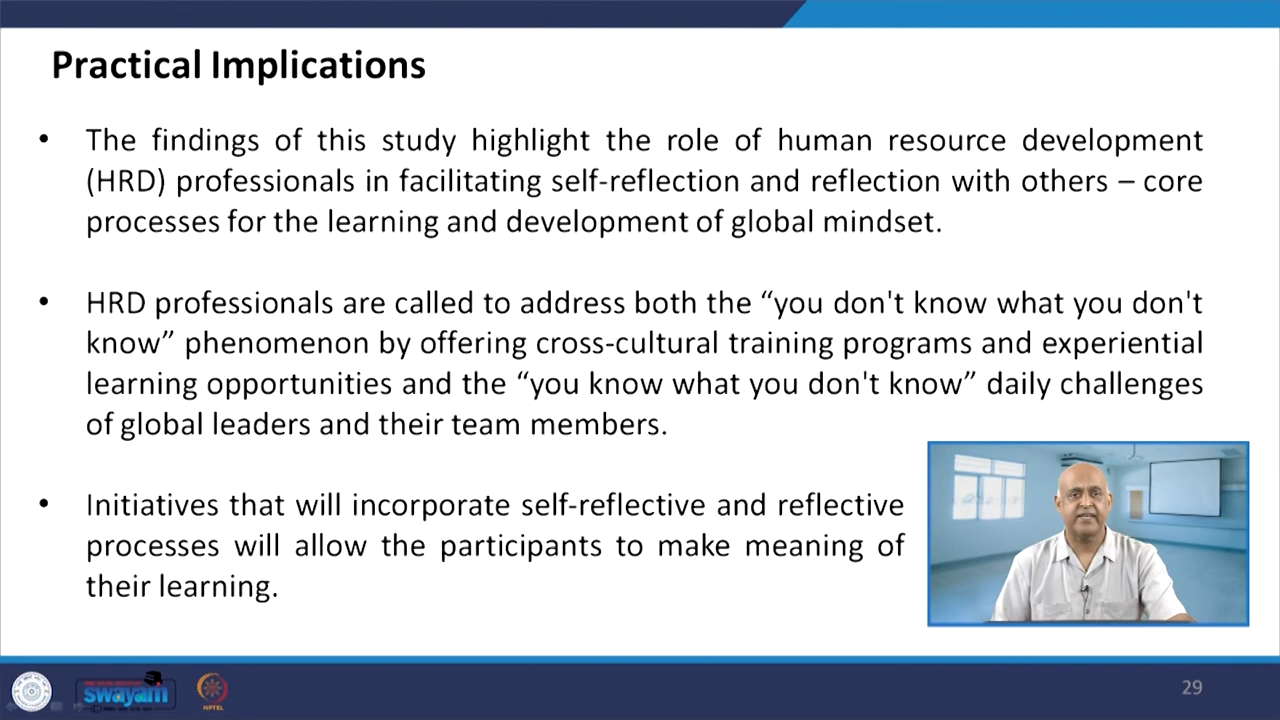 Practical Implications
• The findings of this study highlight the role of human resource development
(HRD) professionals in facilitating self-reflection and reflection with others – core
processes for the learning and development of global mindset.
• HRD professionals are called to address both the “you don't know what you don't
know” phenomenon by offering cross-cultural training programs and experiential
learning opportunities and the “you know what you don't know” daily challenges
of global leaders and their team members.
• Initiatives that will incorporate self-reflective and reflective
processes will allow the participants to make meaning of
their learning.
swayam
NPTEL
29